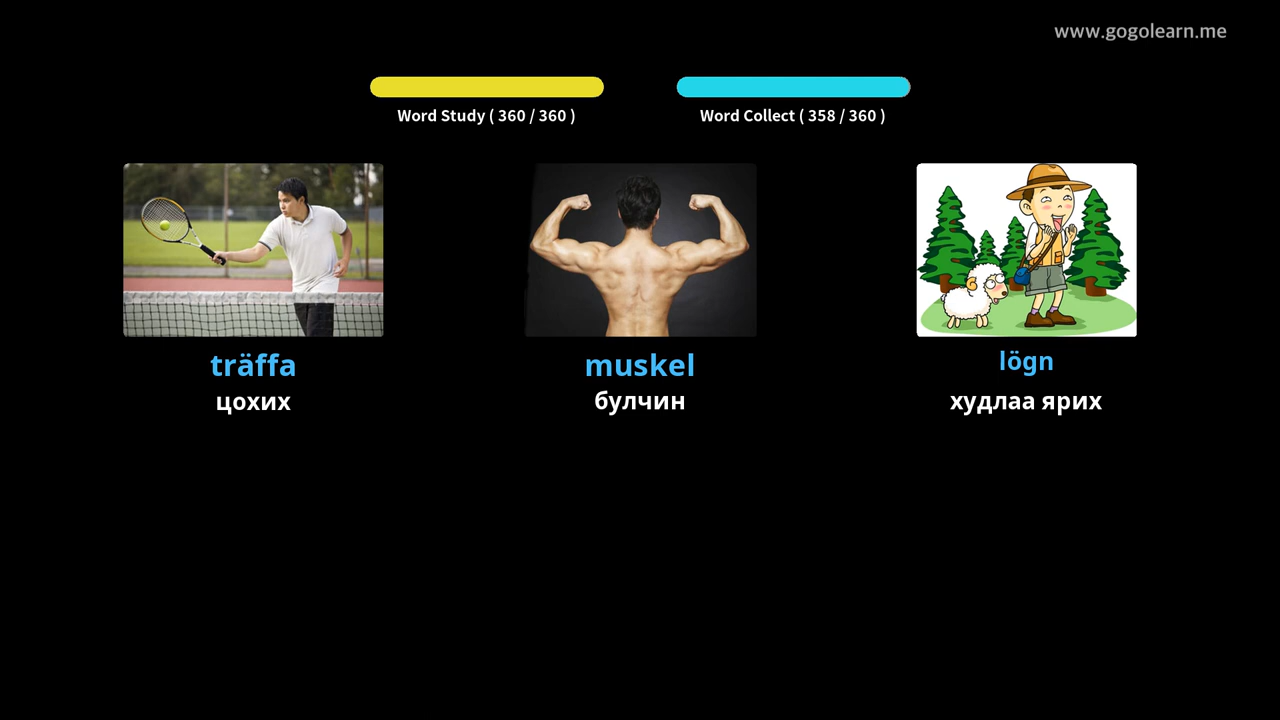 www.gogolearn.me
Word Study ( 360 / 360 )
Word Collect ( 358 / 360 )
träffa
muskel
lögn
цохих
булчин
худлаа ярих